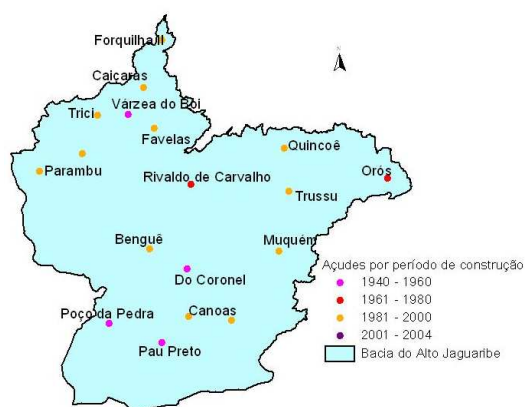 Forquilha II
Caiçaras
Várzea do Boi
Trici
Favelas
Quincoê
Parambu
Rivaldo de Carvalho
Orós
Trussu
Benguê
Muquém
Do Coronel
Poço da Pedra
Canoas
Pau Preto
Açudes por período de construção
1940 - 1960
1961 - 1980
1981 - 2000
2001 - 2004
Bacia do Alto Jaguaribe